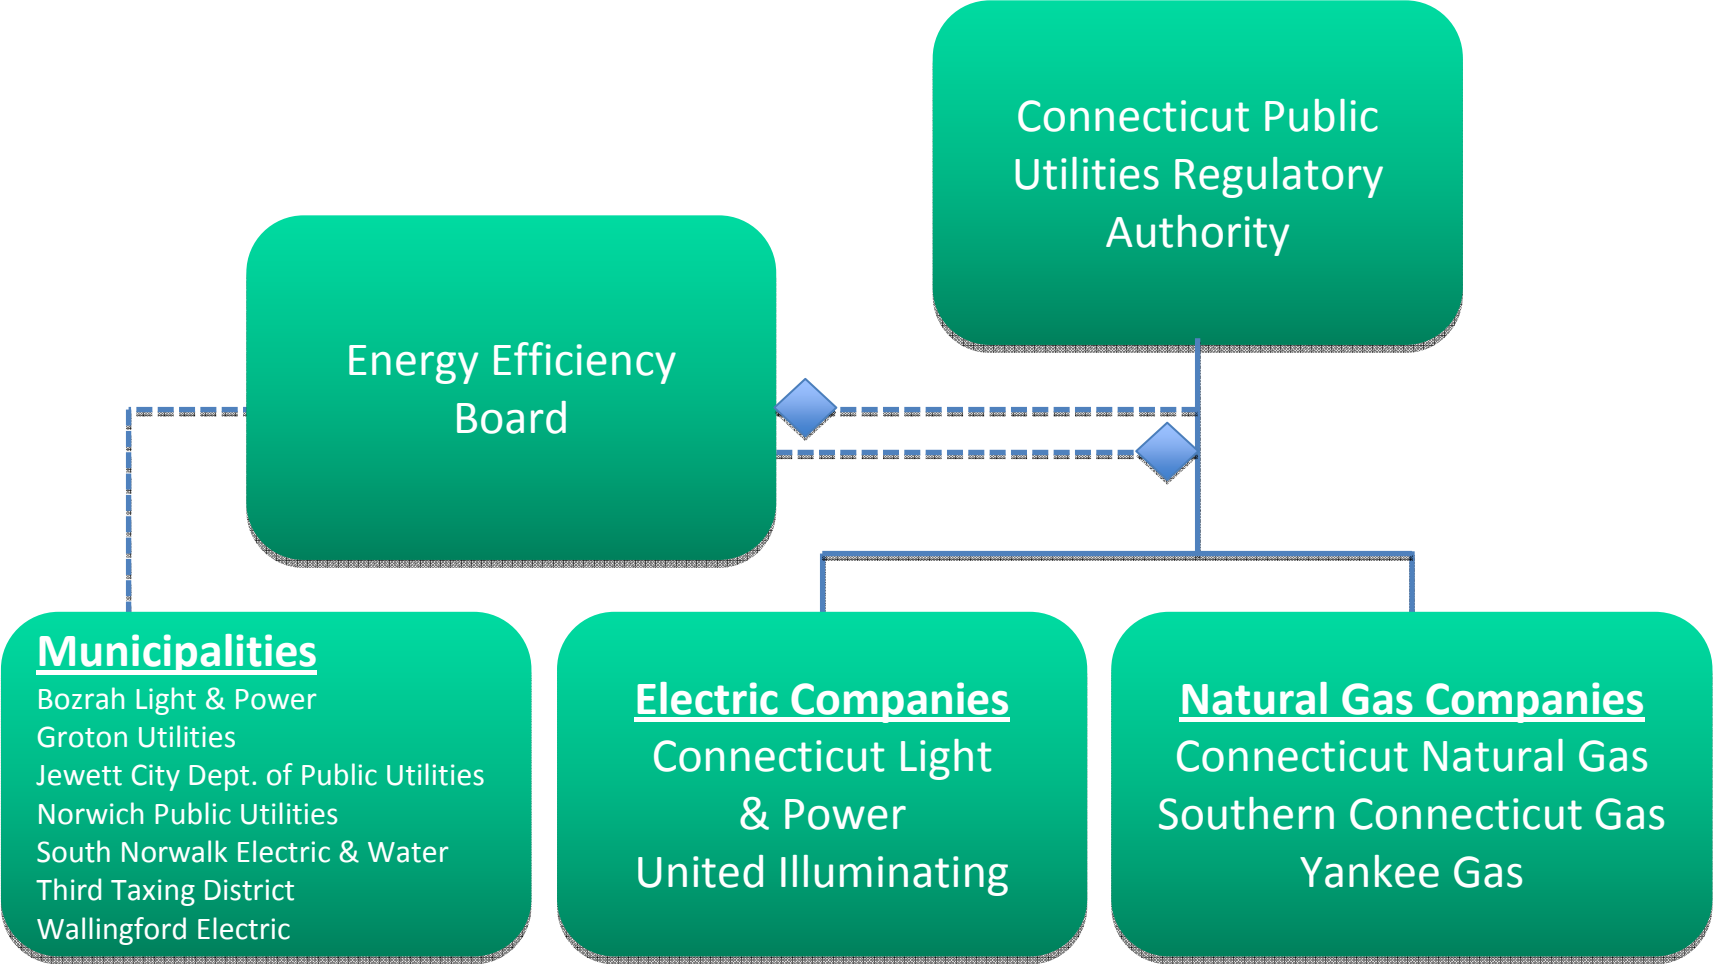 Connecticut Public
Utilities Regulatory
Authority
Energy Efficiency
Board
Municipalities
Bozrah Light & Power
Groton Utilities
Jewett City Dept. of Public Utilities
Norwich Public Utilities
South Norwalk Electric & Water
Third Taxing District
Wallingford Electric
Electric Companies
Connecticut Light
& Power
United Illuminating
Natural Gas Companies
Connecticut Natural Gas
Southern Connecticut Gas
Yankee Gas